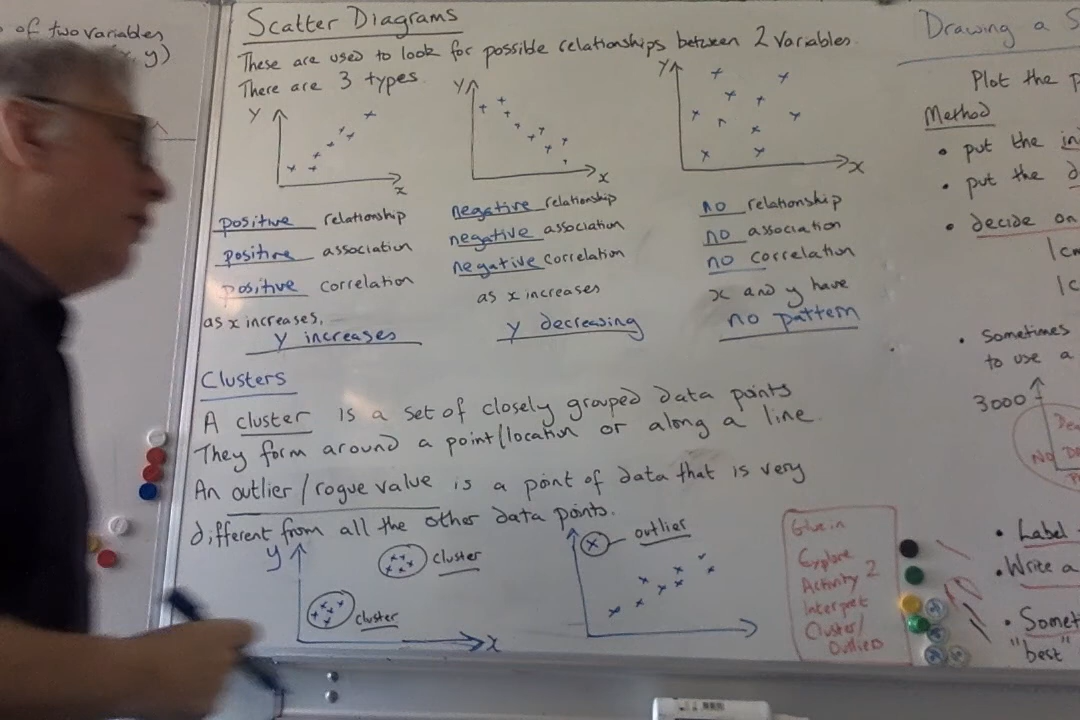 of two variables
y)
Scatter Diagrams
These are used to look for possible relationships between 2 variables.
There are 3 types.
Y
x
Y
x
Y
x
positive relationship
positive association
positive correlation
as x increases,
y increases
negative relationship
negative association
negative correlation
as x increases
y decreasing
no relationship
no association
no correlation
x and y have
no pattern
Clusters
A cluster is a set of closely grouped data points
They form around a point/location or along a line.
An outlier/rogue value is a point of data that is very
different from all the other data points.
y
cluster
cluster
x
outlier
Glue in
Explore
Activity 2
Interpret
Cluster/
Outliers
Drawing a S
Plot the p
Method
• put the in
• put the d
• decide on
1cm
1c
• Sometimes
to use a
3000
No
• Label
• Write a
• Somet
"best"